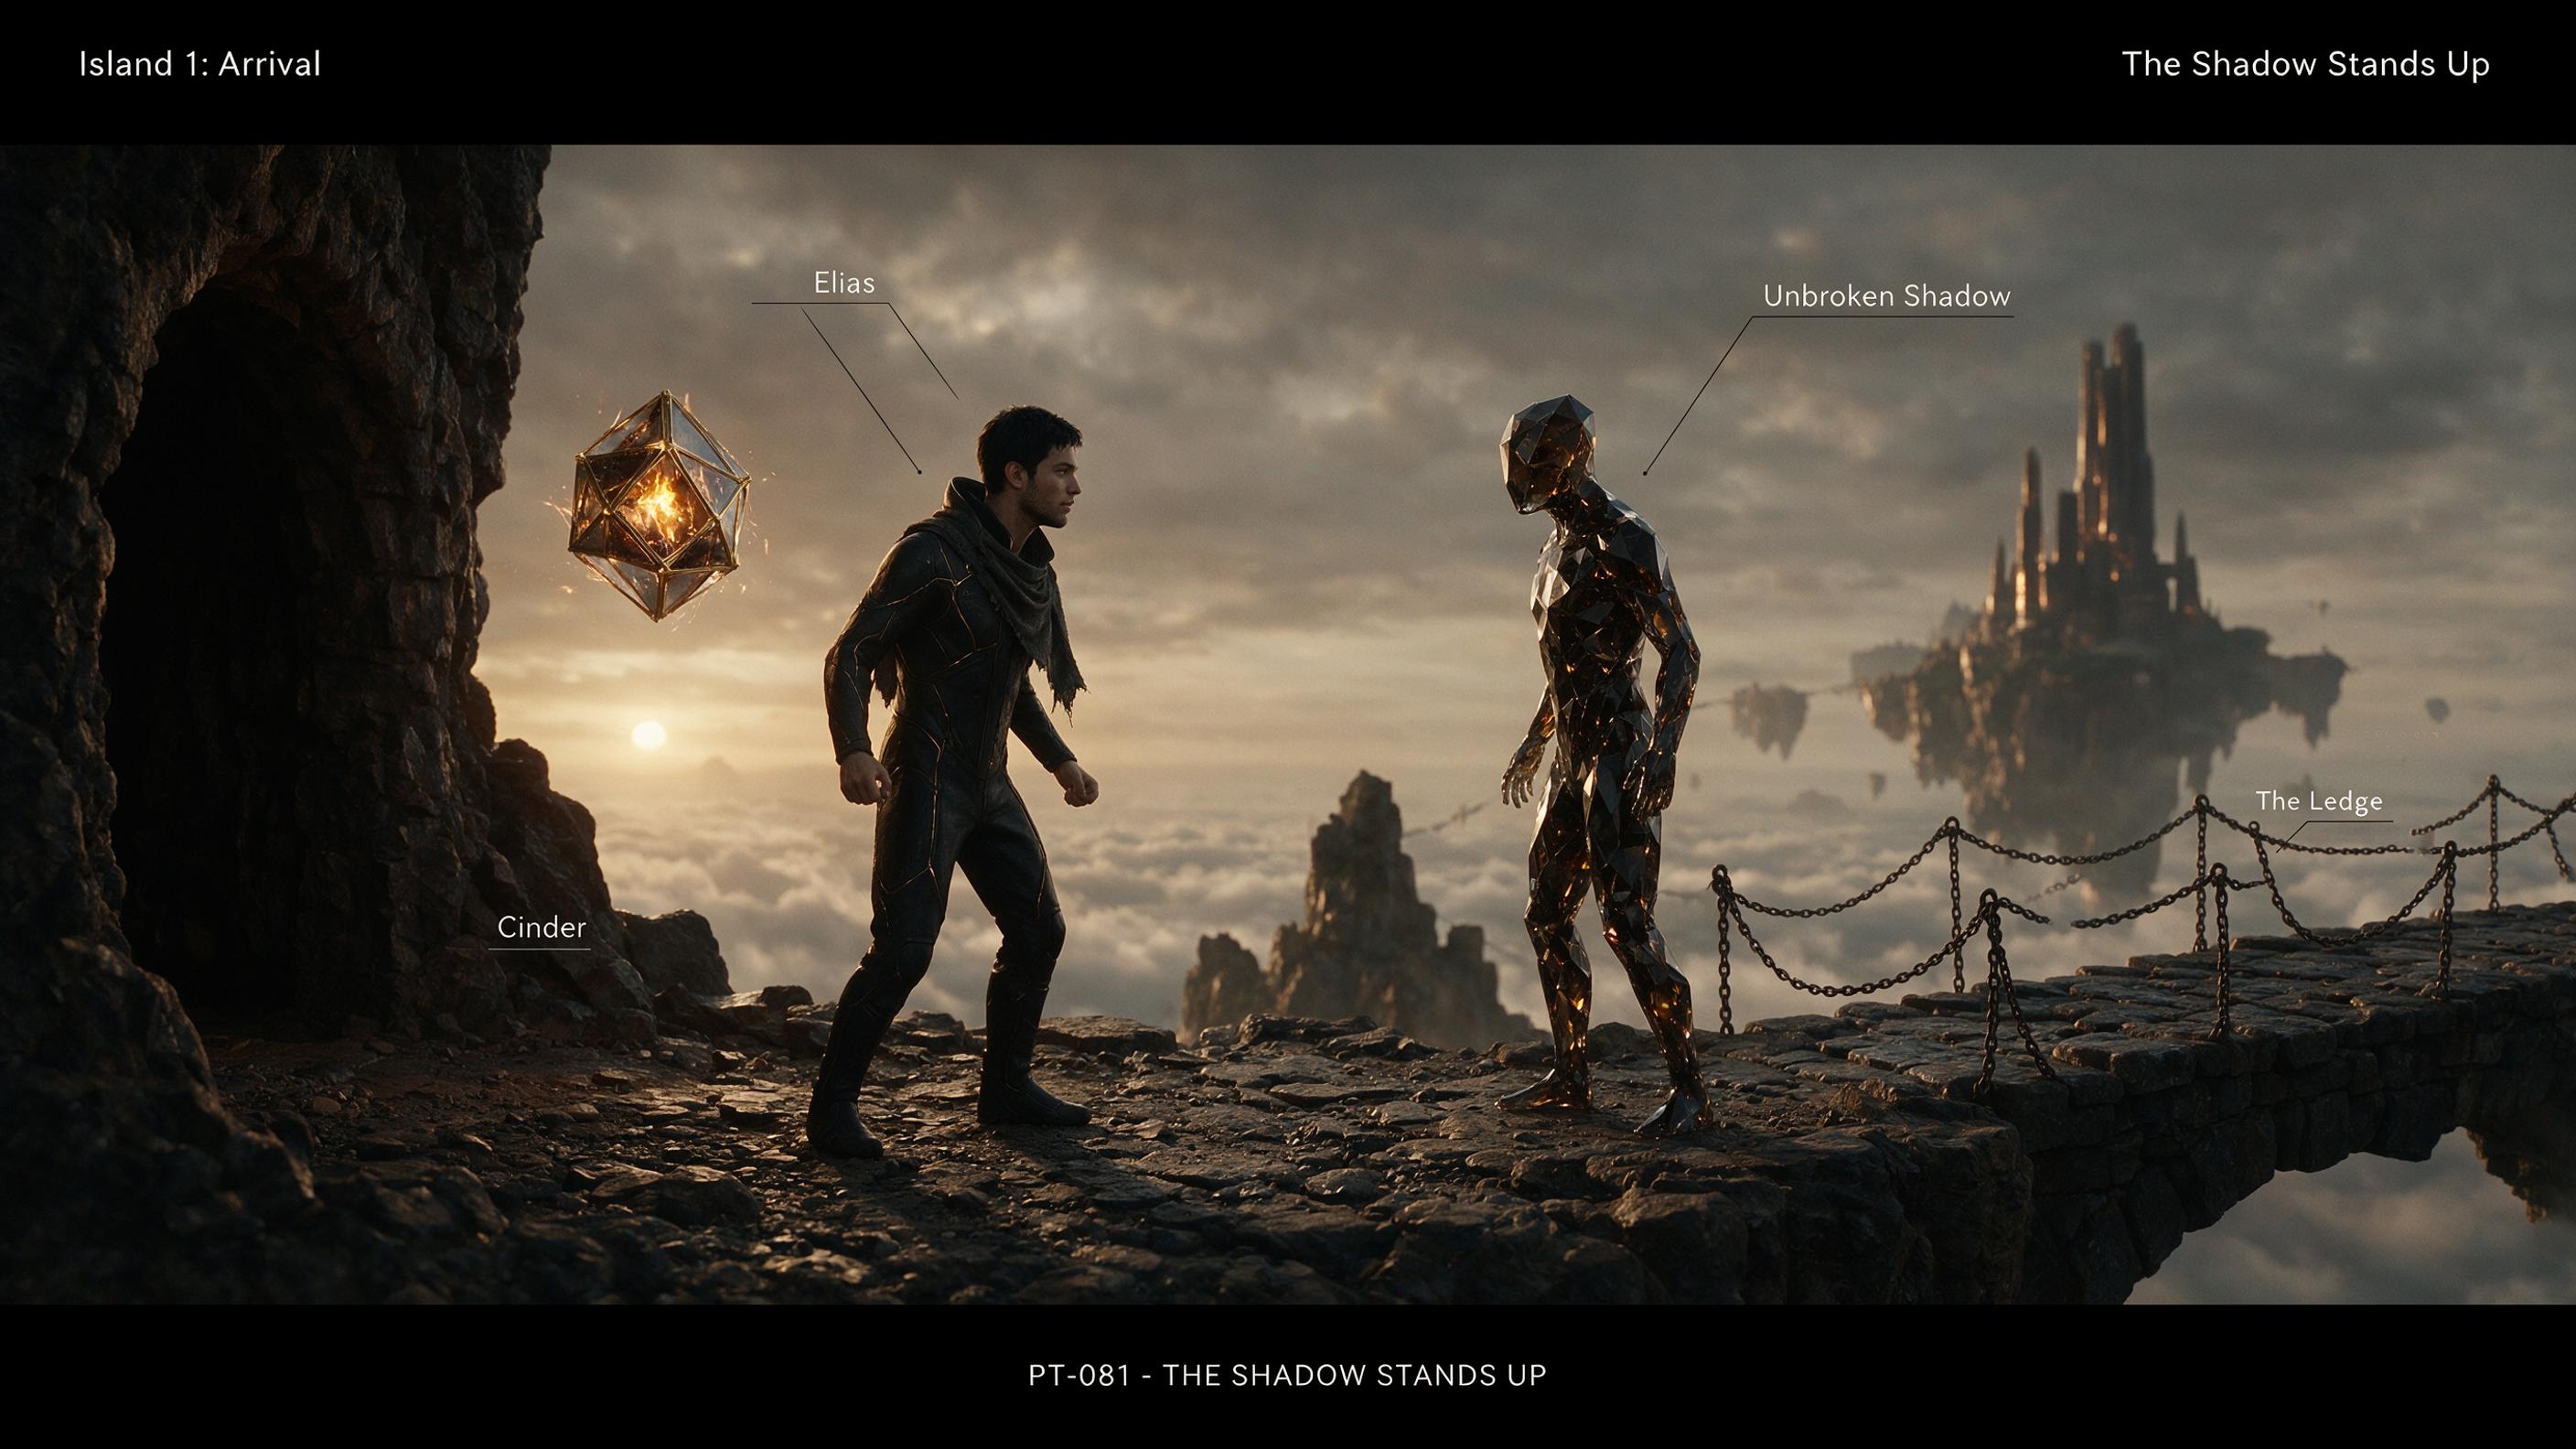 Island 1: Arrival
The Shadow Stands Up
Elias
Unbroken Shadow
The Ledge
Cinder
PT-081 - THE SHADOW STANDS UP